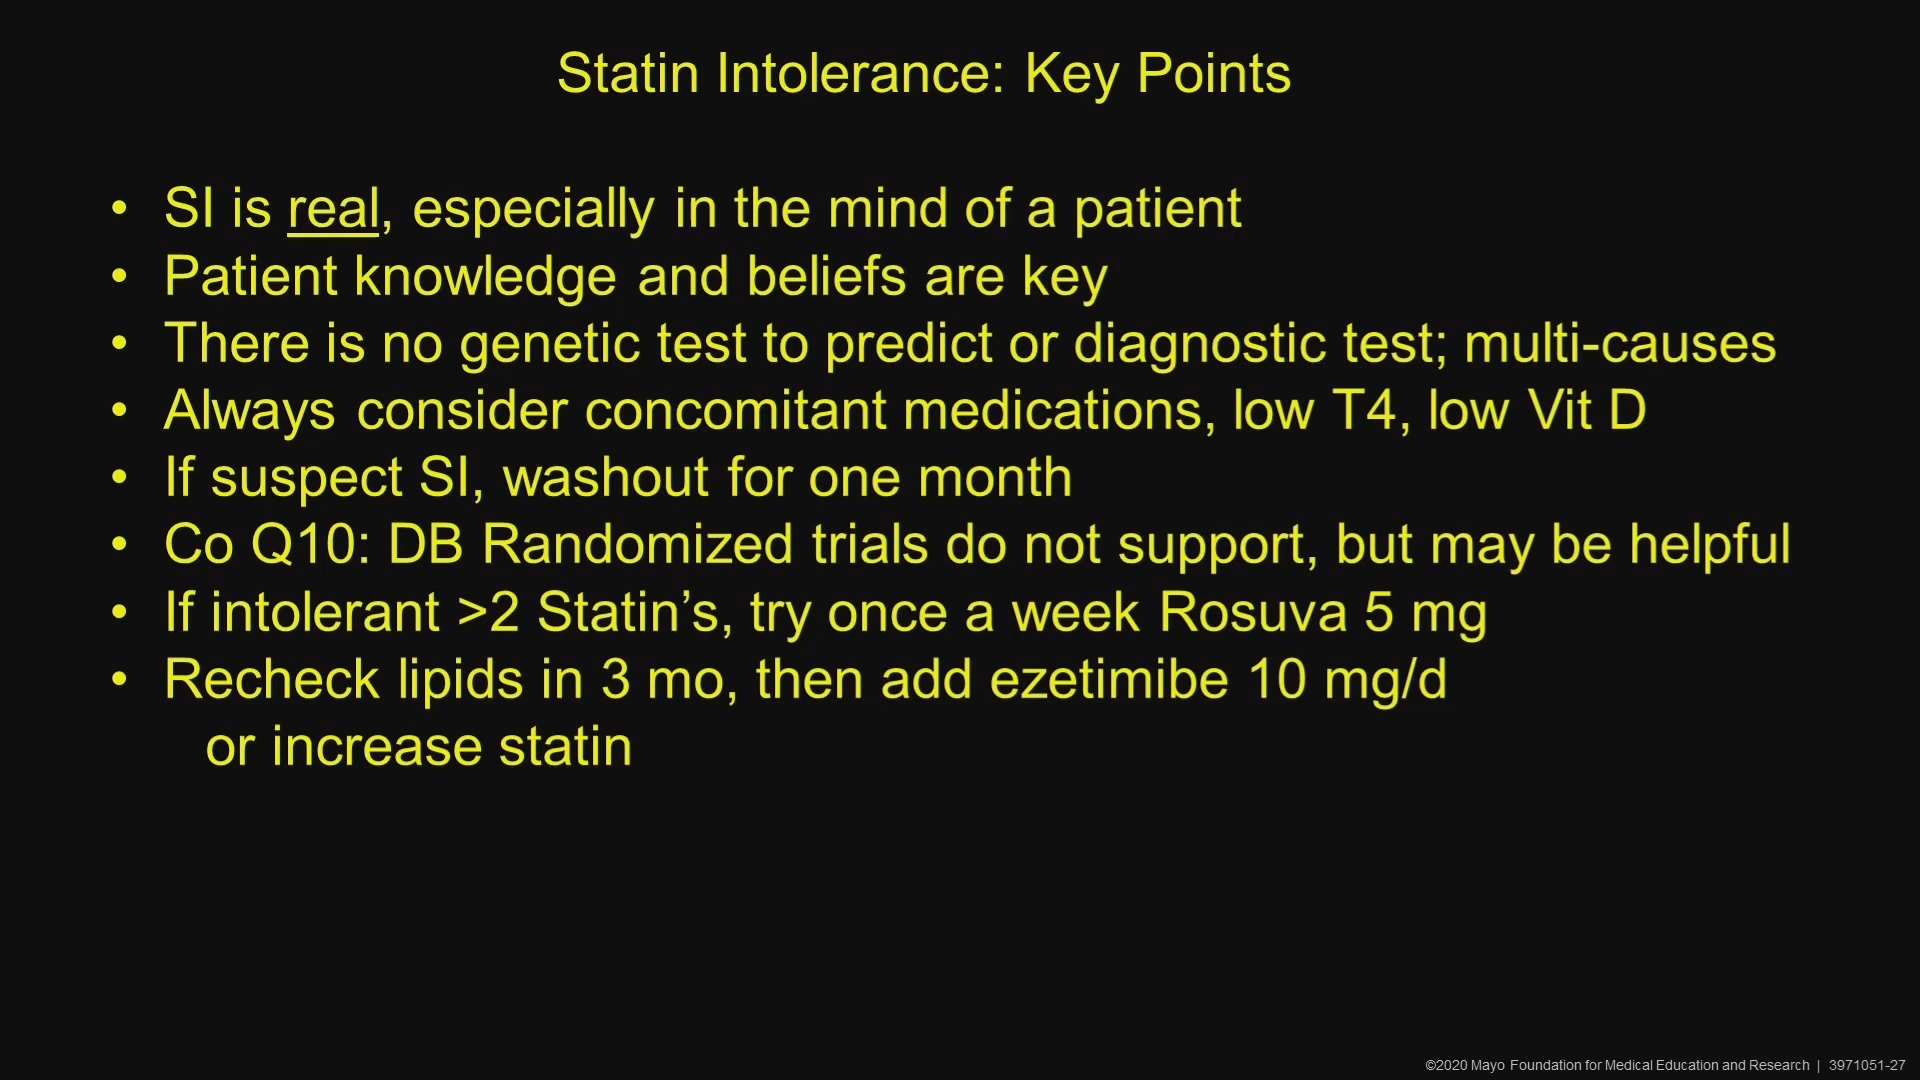 Statin Intolerance: Key Points
• SI is real, especially in the mind of a patient
• Patient knowledge and beliefs are key
• There is no genetic test to predict or diagnostic test; multi-causes
• Always consider concomitant medications, low T4, low Vit D
• If suspect SI, washout for one month
• Co Q10: DB Randomized trials do not support, but may be helpful
• If intolerant >2 Statin’s, try once a week Rosuva 5 mg
• Recheck lipids in 3 mo, then add ezetimibe 10 mg/d
or increase statin
©2020 Mayo Foundation for Medical Education and Research | 3971051-27